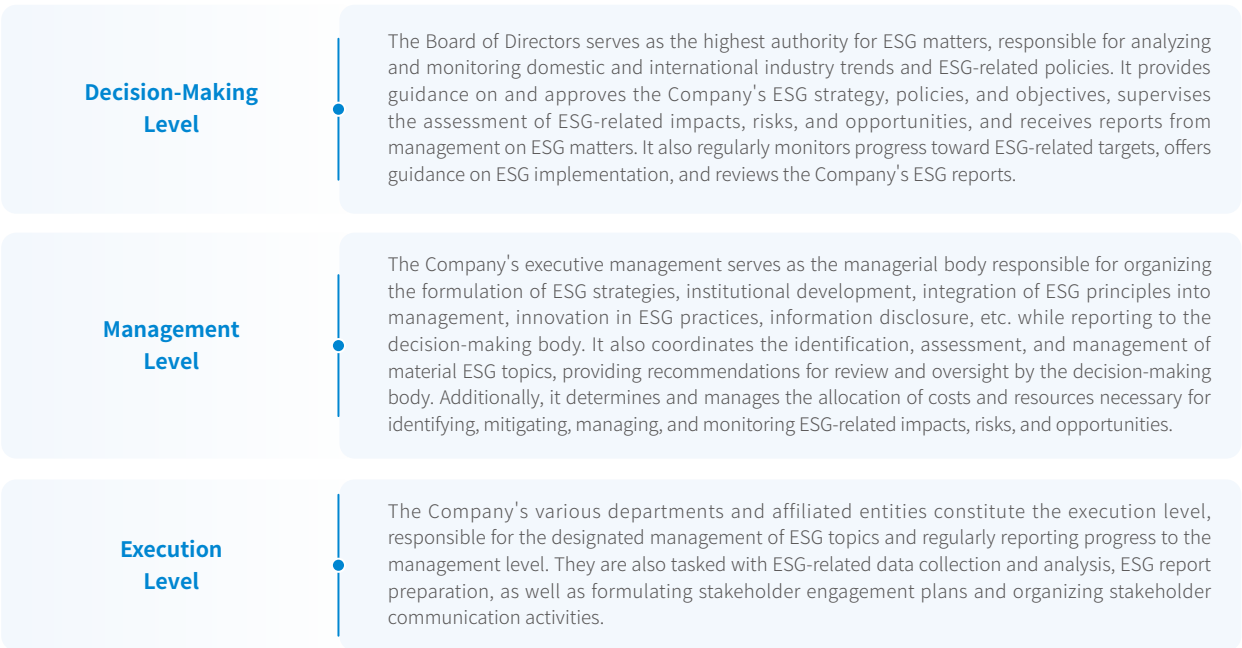 Decision-Making
Level
The Board of Directors serves as the highest authority for ESG matters, responsible for analyzing
and monitoring domestic and international industry trends and ESG-related policies. It provides
guidance on and approves the Company's ESG strategy, policies, and objectives, supervises
the assessment of ESG-related impacts, risks, and opportunities, and receives reports from
management on ESG matters. It also regularly monitors progress toward ESG-related targets, offers
guidance on ESG implementation, and reviews the Company's ESG reports.
Management
Level
The Company's executive management serves as the managerial body responsible for organizing
the formulation of ESG strategies, institutional development, integration of ESG principles into
management, innovation in ESG practices, information disclosure, etc. while reporting to the
decision-making body. It also coordinates the identification, assessment, and management of
material ESG topics, providing recommendations for review and oversight by the decision-making
body. Additionally, it determines and manages the allocation of costs and resources necessary for
identifying, mitigating, managing, and monitoring ESG-related impacts, risks, and opportunities.
Execution
Level
The Company's various departments and affiliated entities constitute the execution level,
responsible for the designated management of ESG topics and regularly reporting progress to the
management level. They are also tasked with ESG-related data collection and analysis, ESG report
preparation, as well as formulating stakeholder engagement plans and organizing stakeholder
communication activities.